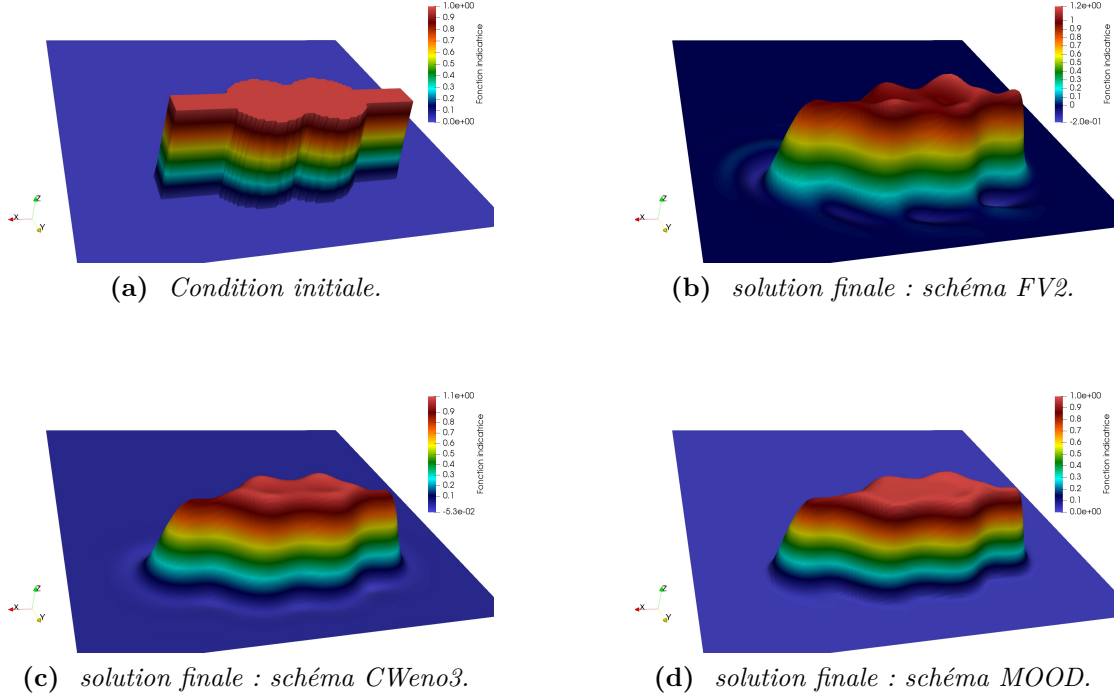 1.0e+00
0.9
0.8
0.7
0.6
0.5
0.4
0.3
0.2
0.1
0.0e+00
Fonction indicatrice
X
Y
Z
(a) Condition initiale.
1.2e+00
1
0.9
0.8
0.7
0.6
0.5
0.4
0.3
0.2
0.1
0
-2.0e-01
Fonction indicatrice
X
Y
Z
(b) solution finale : schéma FV2.
1.1e+00
0.9
0.8
0.7
0.6
0.5
0.4
0.3
0.2
0.1
-5.3e-02
Fonction indicatrice
X
Y
Z
(c) solution finale : schéma CWeno3.
1.0e+00
0.9
0.8
0.7
0.6
0.5
0.4
0.3
0.2
0.1
0.0e+00
Fonction indicatrice
X
Y
Z
(d) solution finale : schéma MOOD.